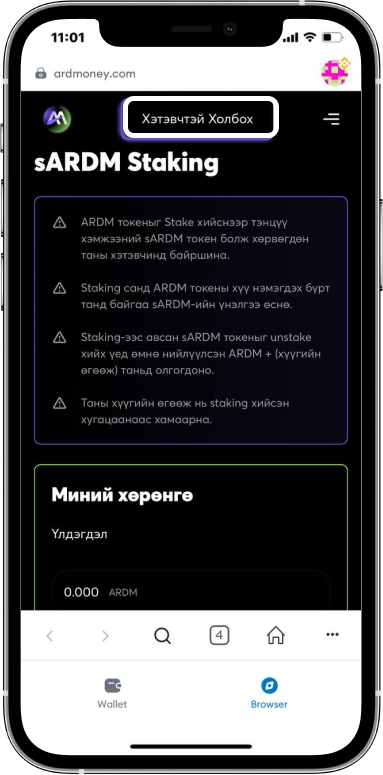 11:01
ardmoney.com
Хэтэвчтэй Холбох
sARDM Staking
ARDM токеныг Stake хийснээр тэнцүү
хэмжээний sARDM токен болж хөрвөгдөн
таны хэтэвчинд байршина.
Staking санд ARDM токены хүү нэмэгдэх бүрт
танд байгаа sARDM-ийн үнэлгээ өснө.
Staking-ээс авсан sARDM токеныг unstake
хийх үед өмнө нийлүүлсэн ARDM + (хүүгийн
өгөөж) таньд олгогдоно.
Таны хүүгийн өгөөж нь staking хийсэн
хугацаанаас хамаарна.
Миний хөрөнгө
Үлдэгдэл
0.000 ARDM
4
Wallet
Browser